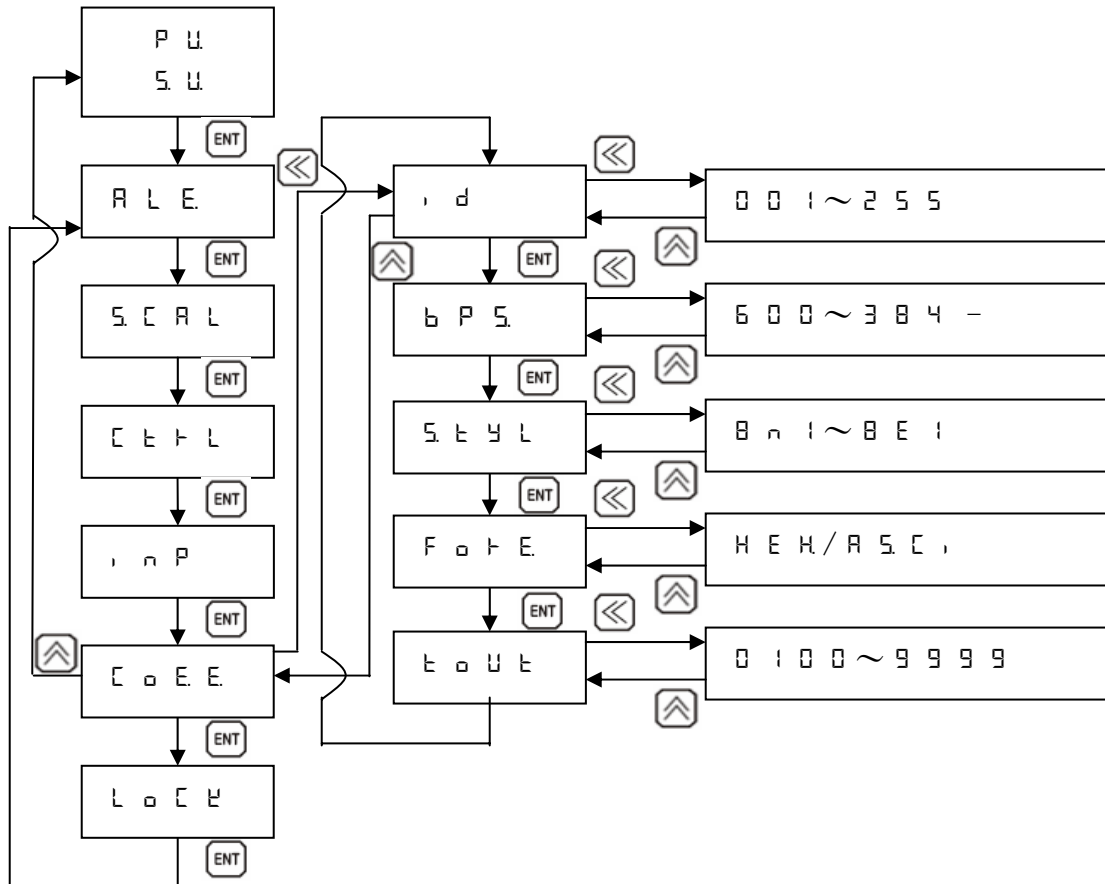 P U.
S. U.
ENT
A L E.
ENT
S. C A L
ENT
C t r L
ENT
i n P
ENT
C o E. E.
ENT
L o C K
ENT
i d
ENT
b P S.
ENT
S. t Y L
ENT
F o r E.
ENT
t o U t
0 0 1～2 5 5
6 0 0～3 8 4 –
8 n 1～8 E 1
H E H./A S. C i
0 1 0 0～9 9 9 9